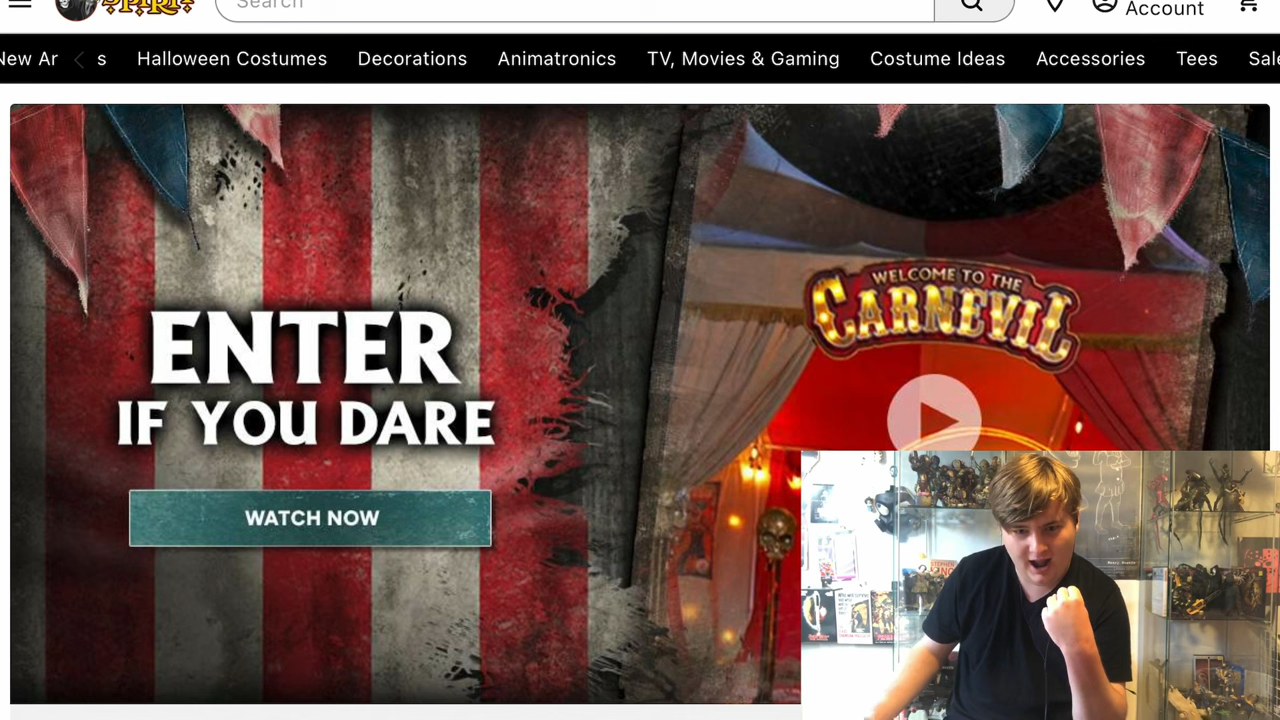 SPIRIT
Search
Account
New Ar
s
Halloween Costumes
Decorations
Animatronics
TV, Movies & Gaming
Costume Ideas
Accessories
Tees
Sale
WELCOME TO THE
CARNEVIL
ENTER
IF YOU DARE
WATCH NOW